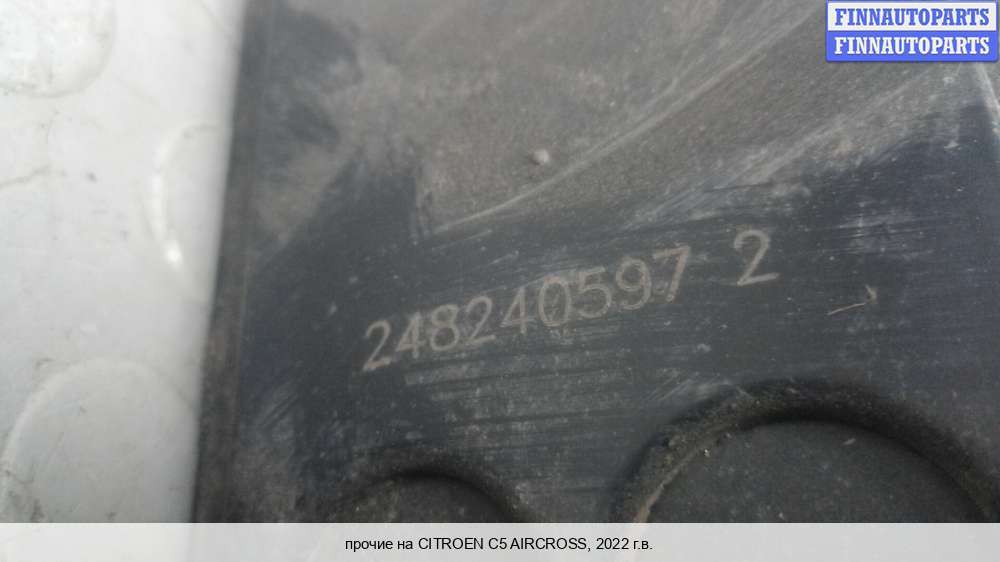 FINNAUTOPARTS
FINNAUTOPARTS
248240597 2
прочие на CITROEN C5 AIRCROSS, 2022 г.в.